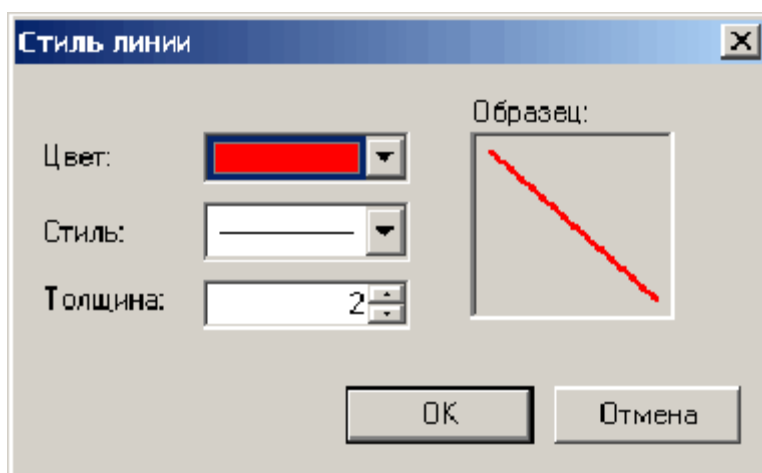 Стиль линии
Образец:
Цвет:
Стиль:
Толщина:
2
OK
Отмена